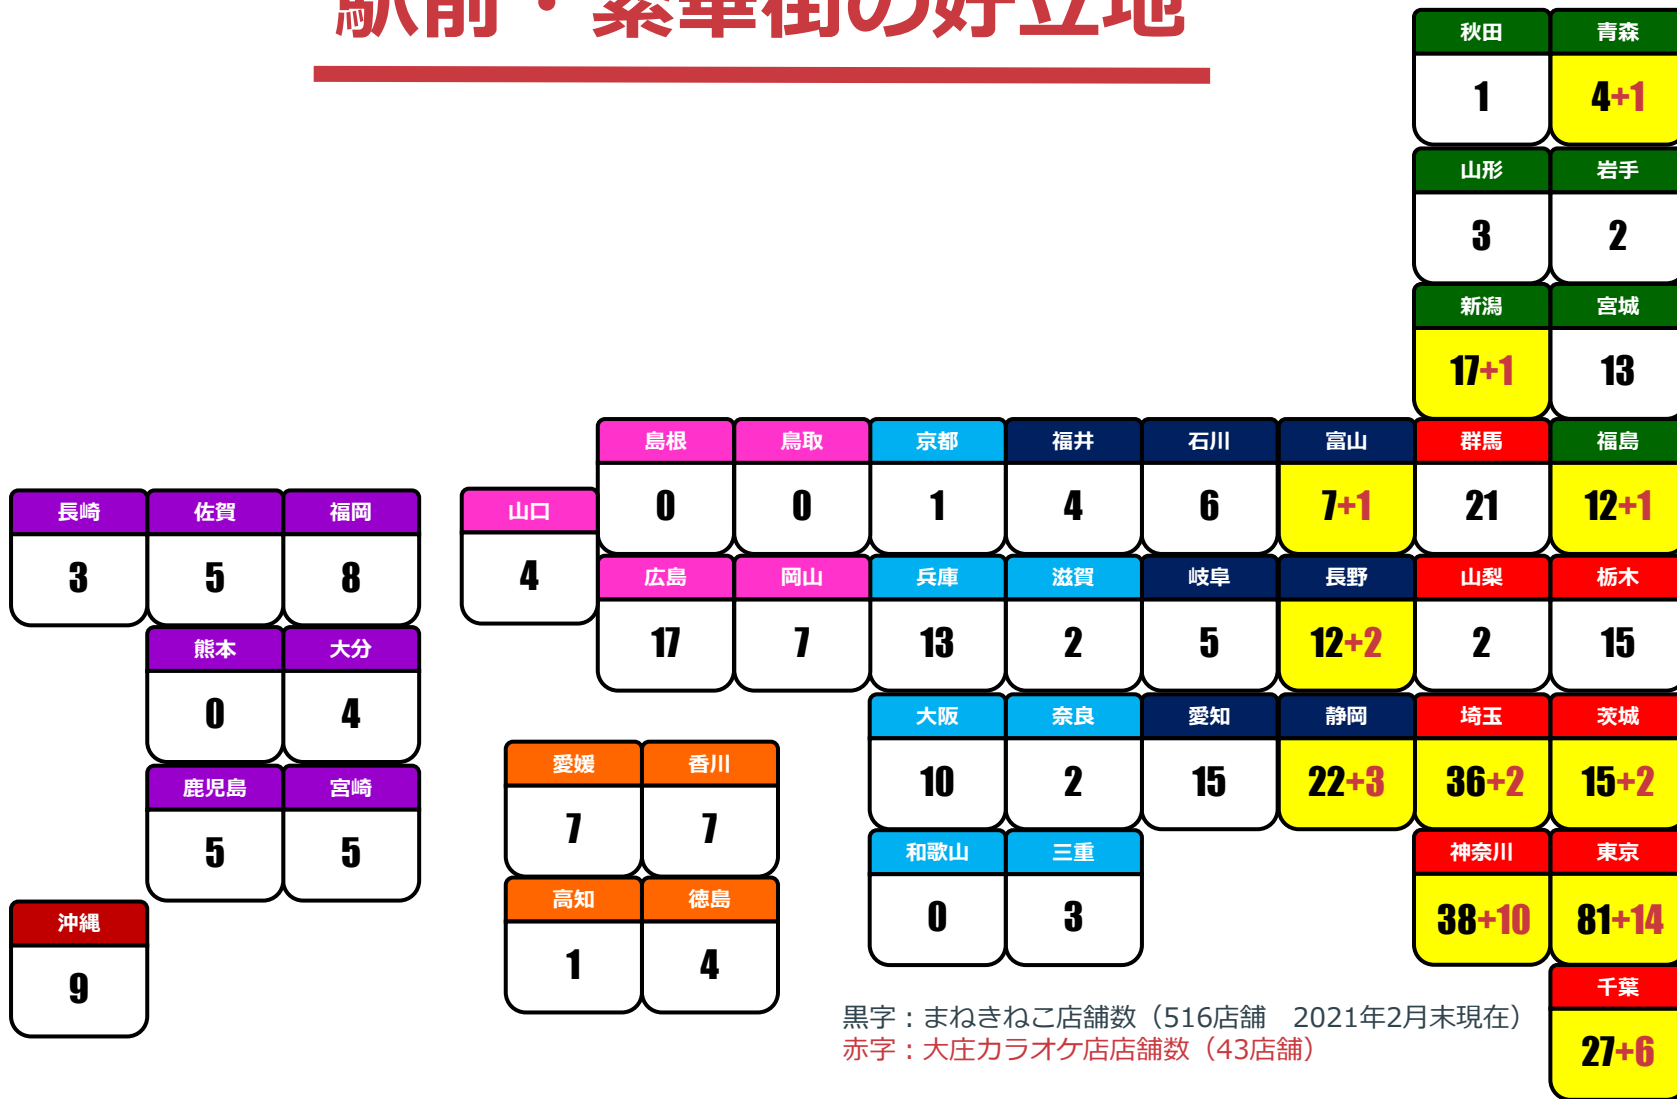 駅前・繁華街の好立地
秋田 青森
1 4+1
山形 岩手
3 2
新潟 宮城
17+1 13
島根 鳥取 京都 福井 石川 富山 群馬 福島
0 0 1 4 6 7+1 21 12+1
長崎 佐賀 福岡 山口
3 5 8 4
広島 岡山 兵庫 滋賀 岐阜 長野 山梨 栃木
17 7 13 2 5 12+2 2 15
熊本 大分
0 4
大阪 奈良 愛知 静岡 埼玉 茨城
10 2 15 22+3 36+2 15+2
愛媛 香川
7 7
鹿児島 宮崎
5 5
和歌山 三重 神奈川 東京
0 3 38+10 81+14
高知 徳島
1 4
沖縄
9
千葉
27+6
黒字：まねきねこ店舗数（516店舗　2021年2月末現在）
赤字：大庄カラオケ店店舗数（43店舗）